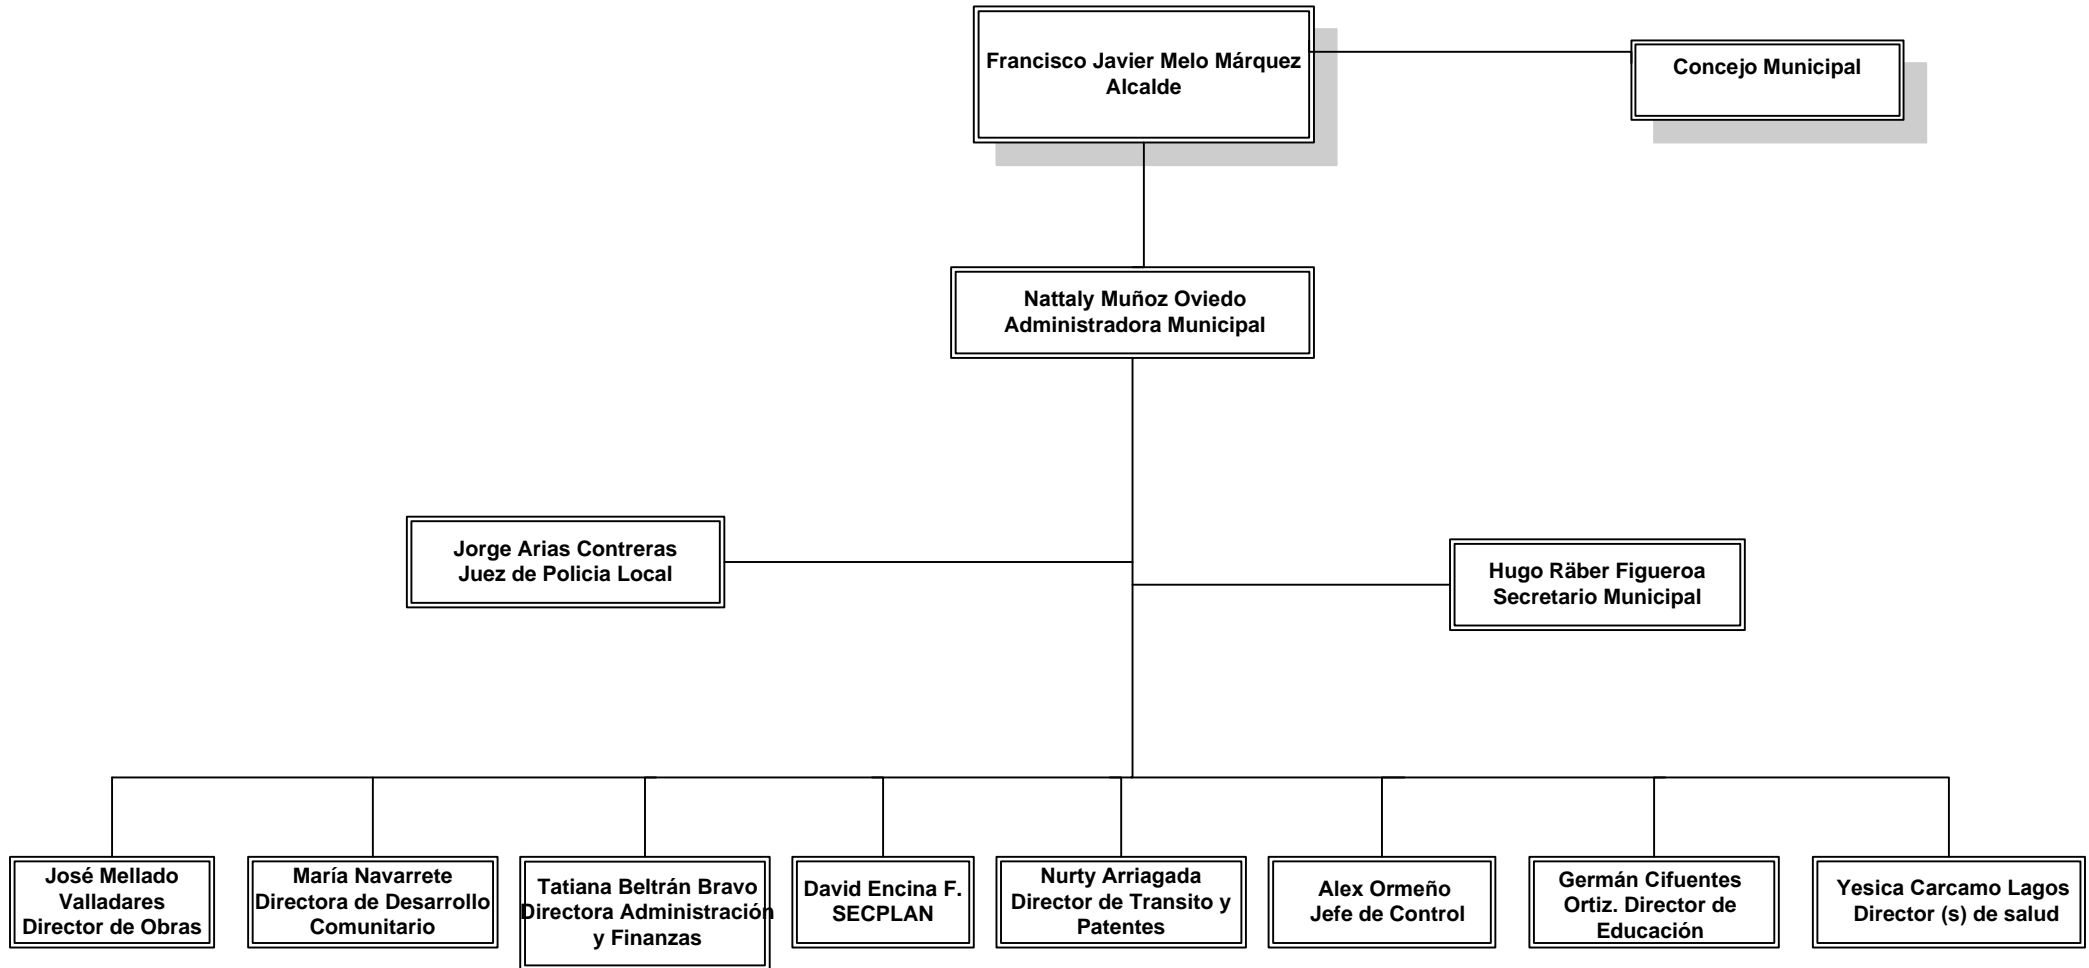 Francisco Javier Melo Márquez
Alcalde
Concejo Municipal
Nattaly Muñoz Oviedo
Administradora Municipal
Jorge Arias Contreras
Juez de Policia Local
Hugo Räber Figueroa
Secretario Municipal
José Mellado
Valladares
Director de Obras
María Navarrete
Directora de Desarrollo
Comunitario
Tatiana Beltrán Bravo
Directora Administración
y Finanzas
David Encina F.
SECPLAN
Nurty Arriagada
Director de Transito y
Patentes
Alex Ormeño
Jefe de Control
Germán Cifuentes
Ortiz. Director de
Educación
Yesica Carcamo Lagos
Director (s) de salud